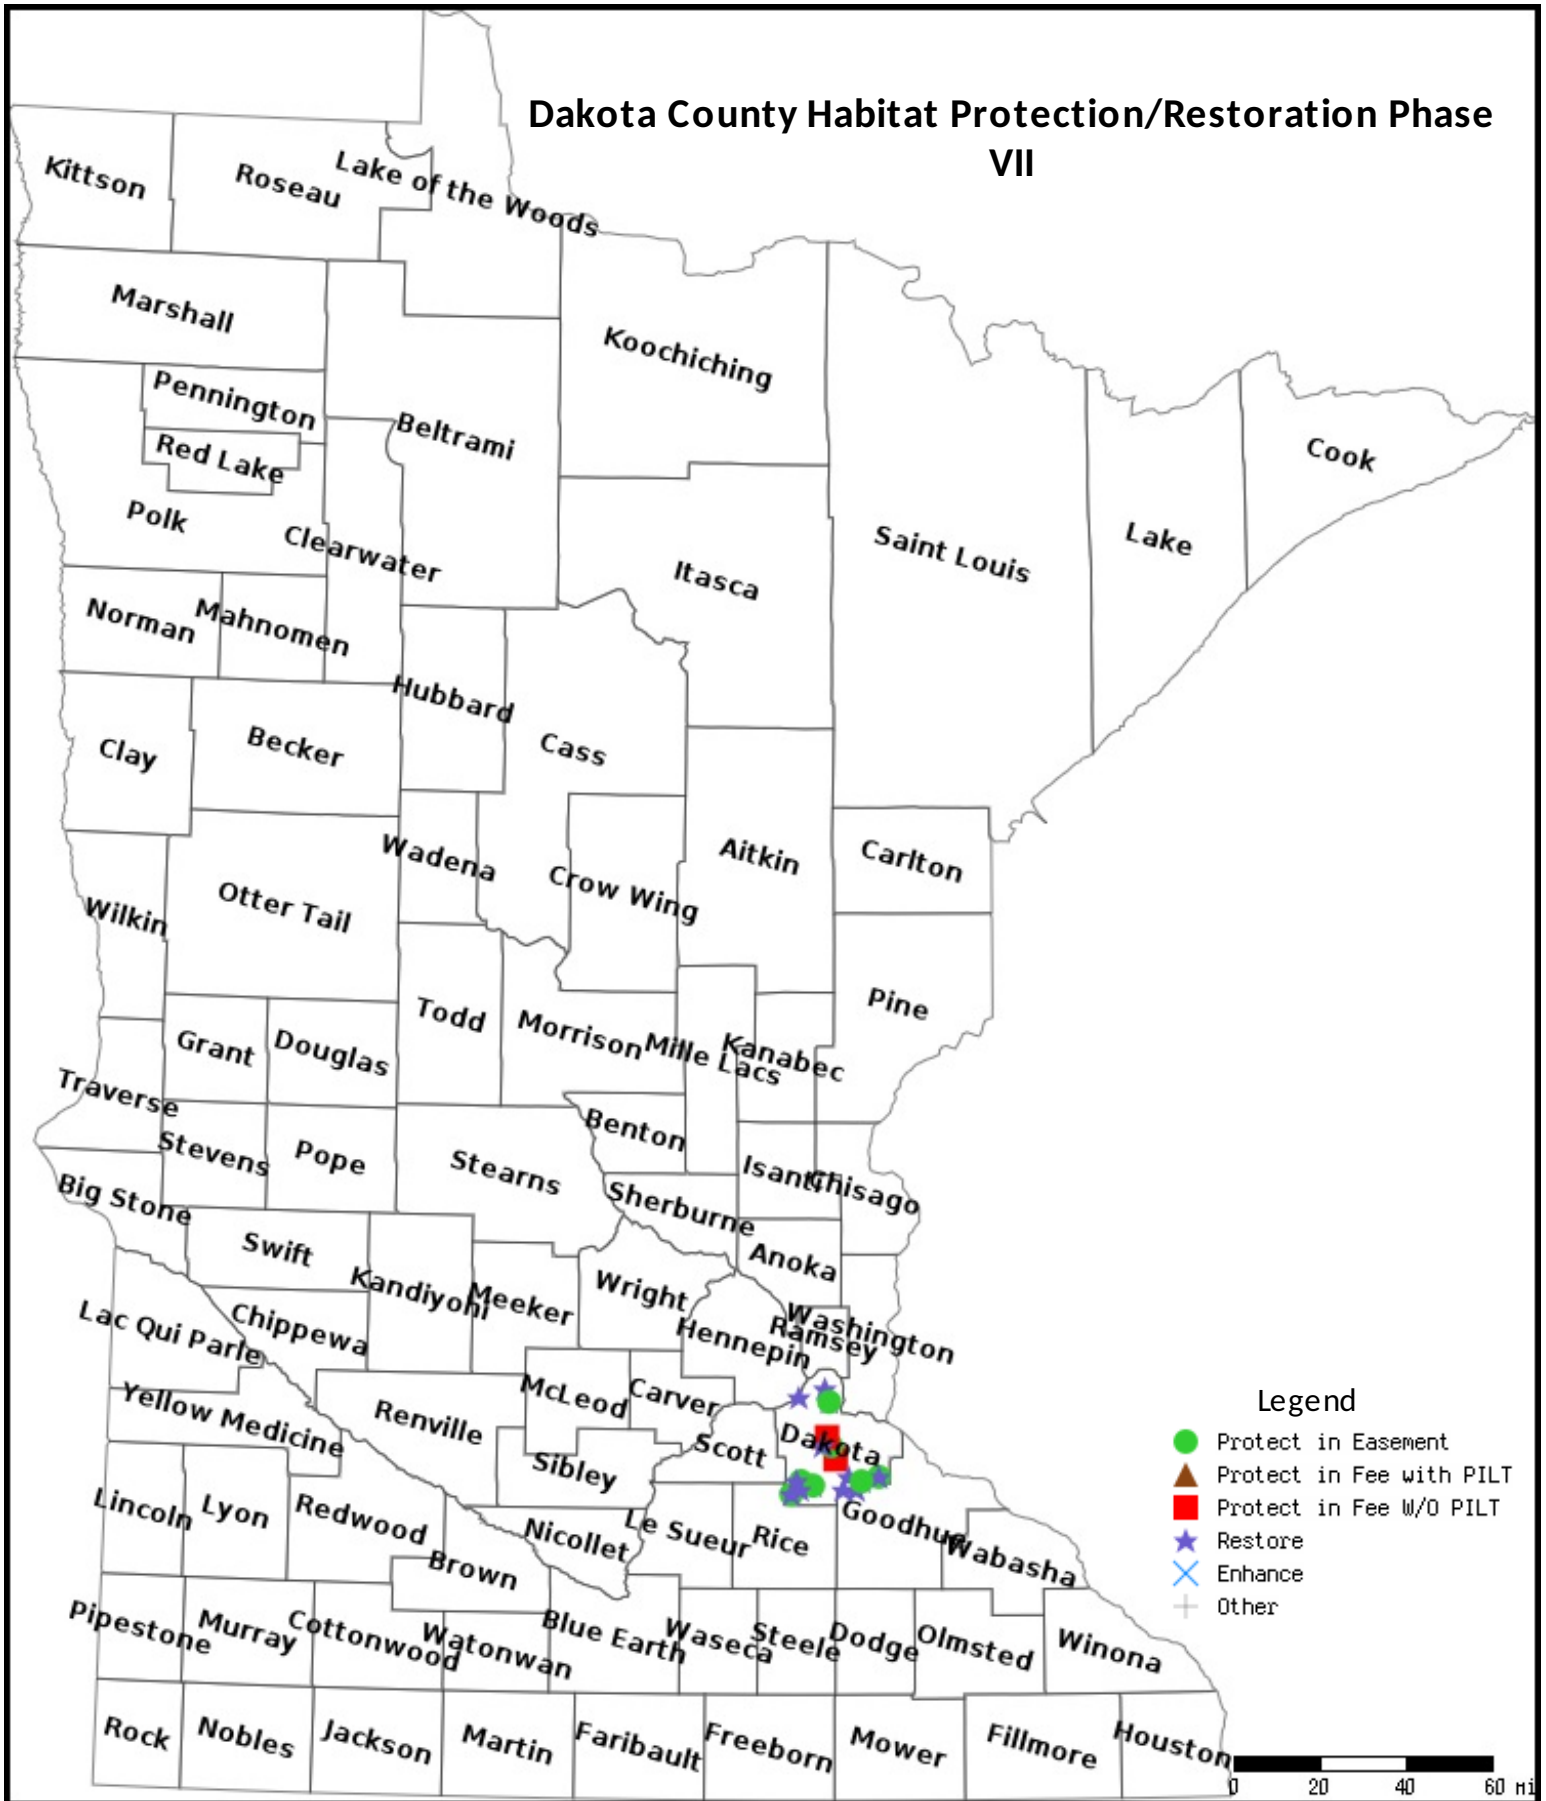 Dakota County Habitat Protection/Restoration Phase
VII
Kittson
Roseau
Lake of the Woods
Marshall
Koochiching
Pennington
Beltrami
Red Lake
Cook
Polk
Clearwater
Saint Louis
Lake
Itasca
Norman
Mahnomen
Hubbard
Clay
Becker
Cass
Wadena
Aitkin
Carlton
Otter Tail
Crow Wing
Wilkin
Pine
Todd
Morrison
Mille Lacs
Kanabec
Grant
Douglas
Traverse
Benton
Stevens
Pope
Stearns
Isanti
Chisago
Big Stone
Sherburne
Swift
Anoka
Kandiyohi
Meeker
Wright
Washington
Ramsey
Hennepin
Lac Qui Parle
Chippewa
McLeod
Carver
Yellow Medicine
Renville
Scott
Dakota
Sibley
Legend
Protect in Easement
Protect in Fee with PILT
Protect in Fee W/O PILT
Restore
Enhance
Other
Lincoln
Lyon
Redwood
Nicollet
Le Sueur
Rice
Goodhue
Wabasha
Brown
Pipestone
Murray
Cottonwood
Watonwan
Blue Earth
Waseca
Steele
Dodge
Olmsted
Winona
Rock
Nobles
Jackson
Martin
Faribault
Freeborn
Mower
Fillmore
Houston
0 20 40 60 mi